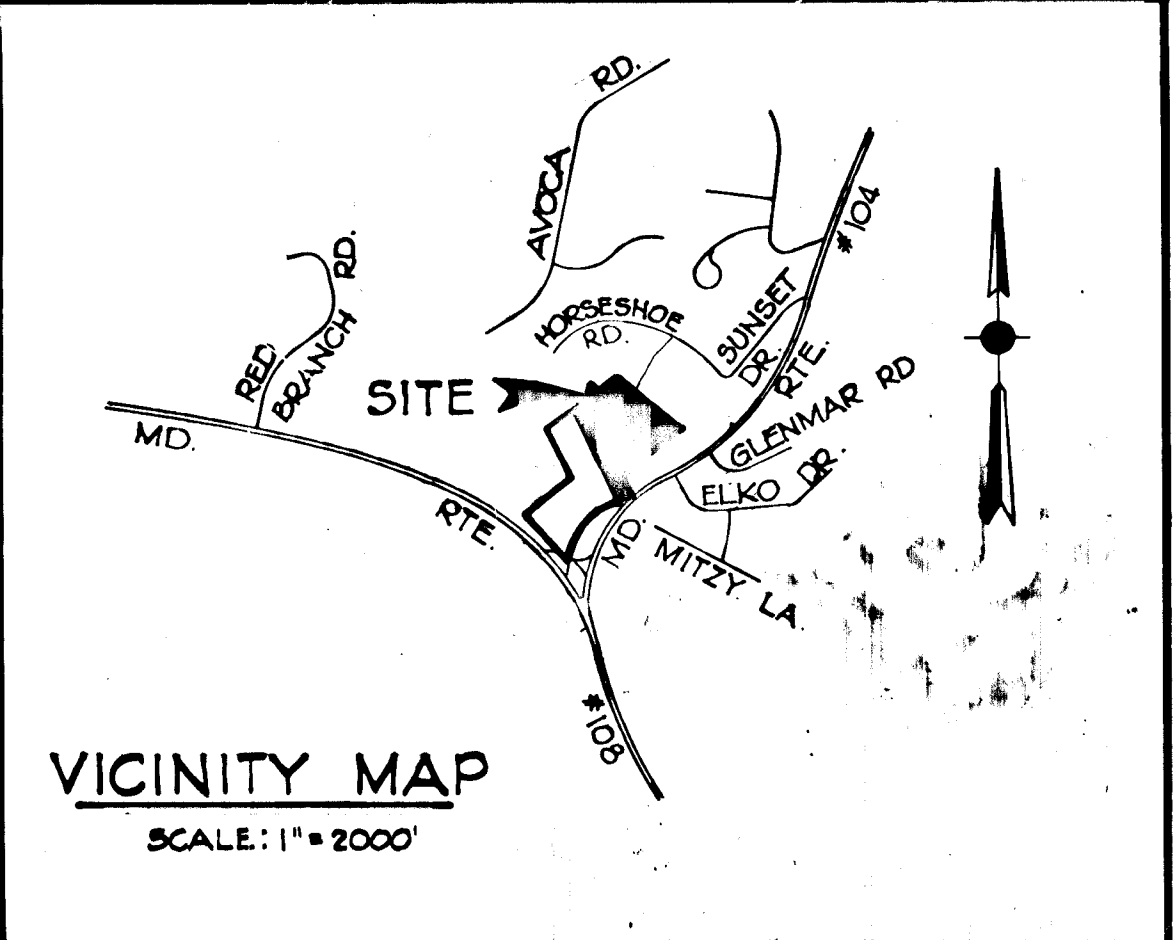 AVOCA RD.
#104
RED BRANCH RD.
HORSESHOE
RD.
SUNSET
DR.
SITE
MD. RTE.
GLENMAR RD
MD. RTE. #108
ELKO DR.
MITZY LA.
VICINITY MAP
SCALE: 1" = 2000'